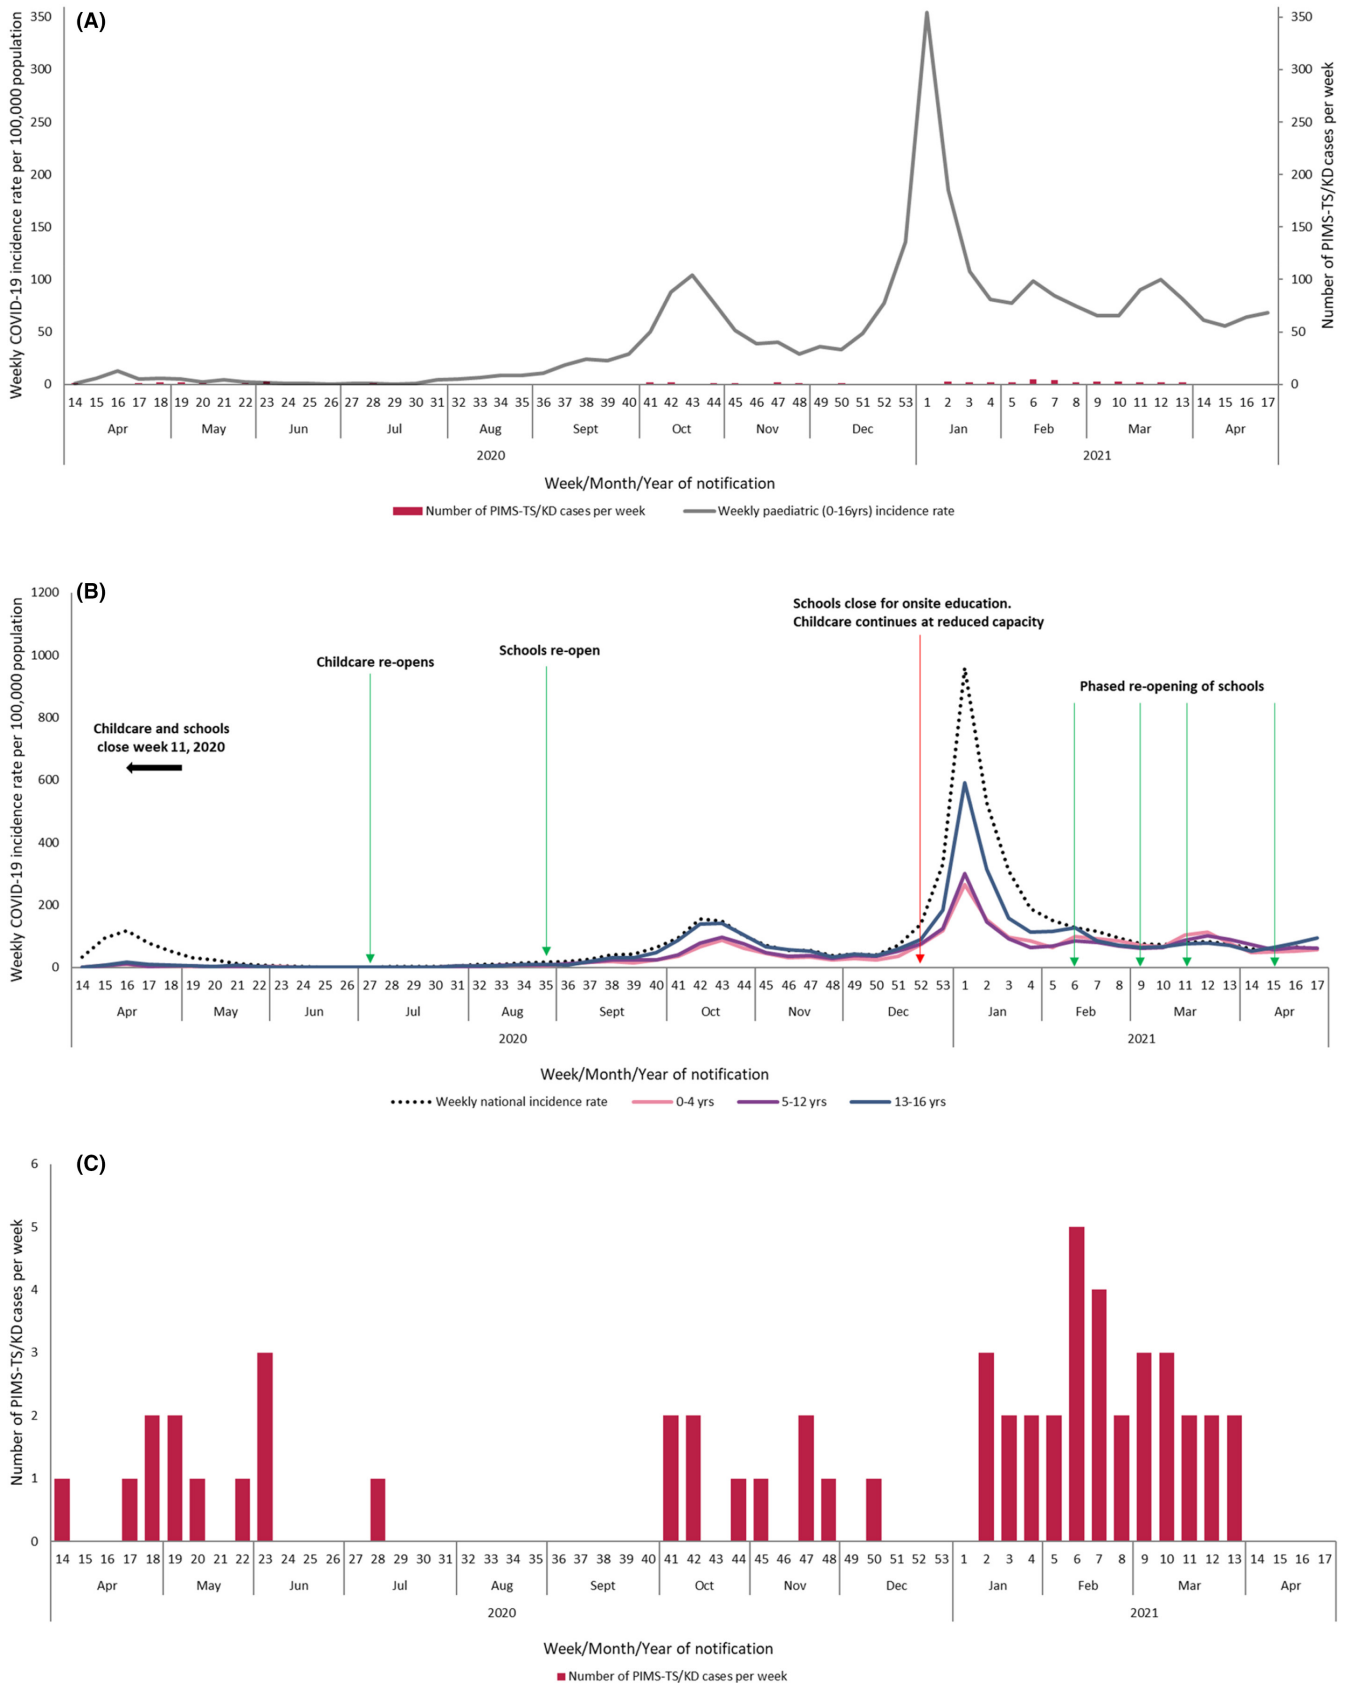 (A)
Weekly COVID-19 incidence rate per 100,000 population
Number of PIMS-TS/KD cases per week
350 350
300 300
250 250
200 200
150 150
100 100
50 50
0 0
14 15 16 17 18 19 20 21 22 23 24 25 26 27 28 29 30 31 32 33 34 35 36 37 38 39 40 41 42 43 44 45 46 47 48 49 50 51 52 53 1 2 3 4 5 6 7 8 9 10 11 12 13 14 15 16 17
Apr May Jun Jul Aug Sept Oct Nov Dec Jan Feb Mar Apr
2020 2021
Week/Month/Year of notification
Number of PIMS-TS/KD cases per week Weekly paediatric (0-16yrs) incidence rate
(B)
Weekly COVID-19 incidence rate per 100,000 population
1200
1000
800
600
400
200
0
Childcare and schools
close week 11, 2020
Childcare re-opens
Schools re-open
Schools close for onsite education.
Childcare continues at reduced capacity
Phased re-opening of schools
14 15 16 17 18 19 20 21 22 23 24 25 26 27 28 29 30 31 32 33 34 35 36 37 38 39 40 41 42 43 44 45 46 47 48 49 50 51 52 53 1 2 3 4 5 6 7 8 9 10 11 12 13 14 15 16 17
Apr May Jun Jul Aug Sept Oct Nov Dec Jan Feb Mar Apr
2020 2021
Week/Month/Year of notification
Weekly national incidence rate 0-4 yrs 5-12 yrs 13-16 yrs
(C)
Number of PIMS-TS/KD cases per week
6
5
4
3
2
1
0
14 15 16 17 18 19 20 21 22 23 24 25 26 27 28 29 30 31 32 33 34 35 36 37 38 39 40 41 42 43 44 45 46 47 48 49 50 51 52 53 1 2 3 4 5 6 7 8 9 10 11 12 13 14 15 16 17
Apr May Jun Jul Aug Sept Oct Nov Dec Jan Feb Mar Apr
2020 2021
Week/Month/Year of notification
Number of PIMS-TS/KD cases per week